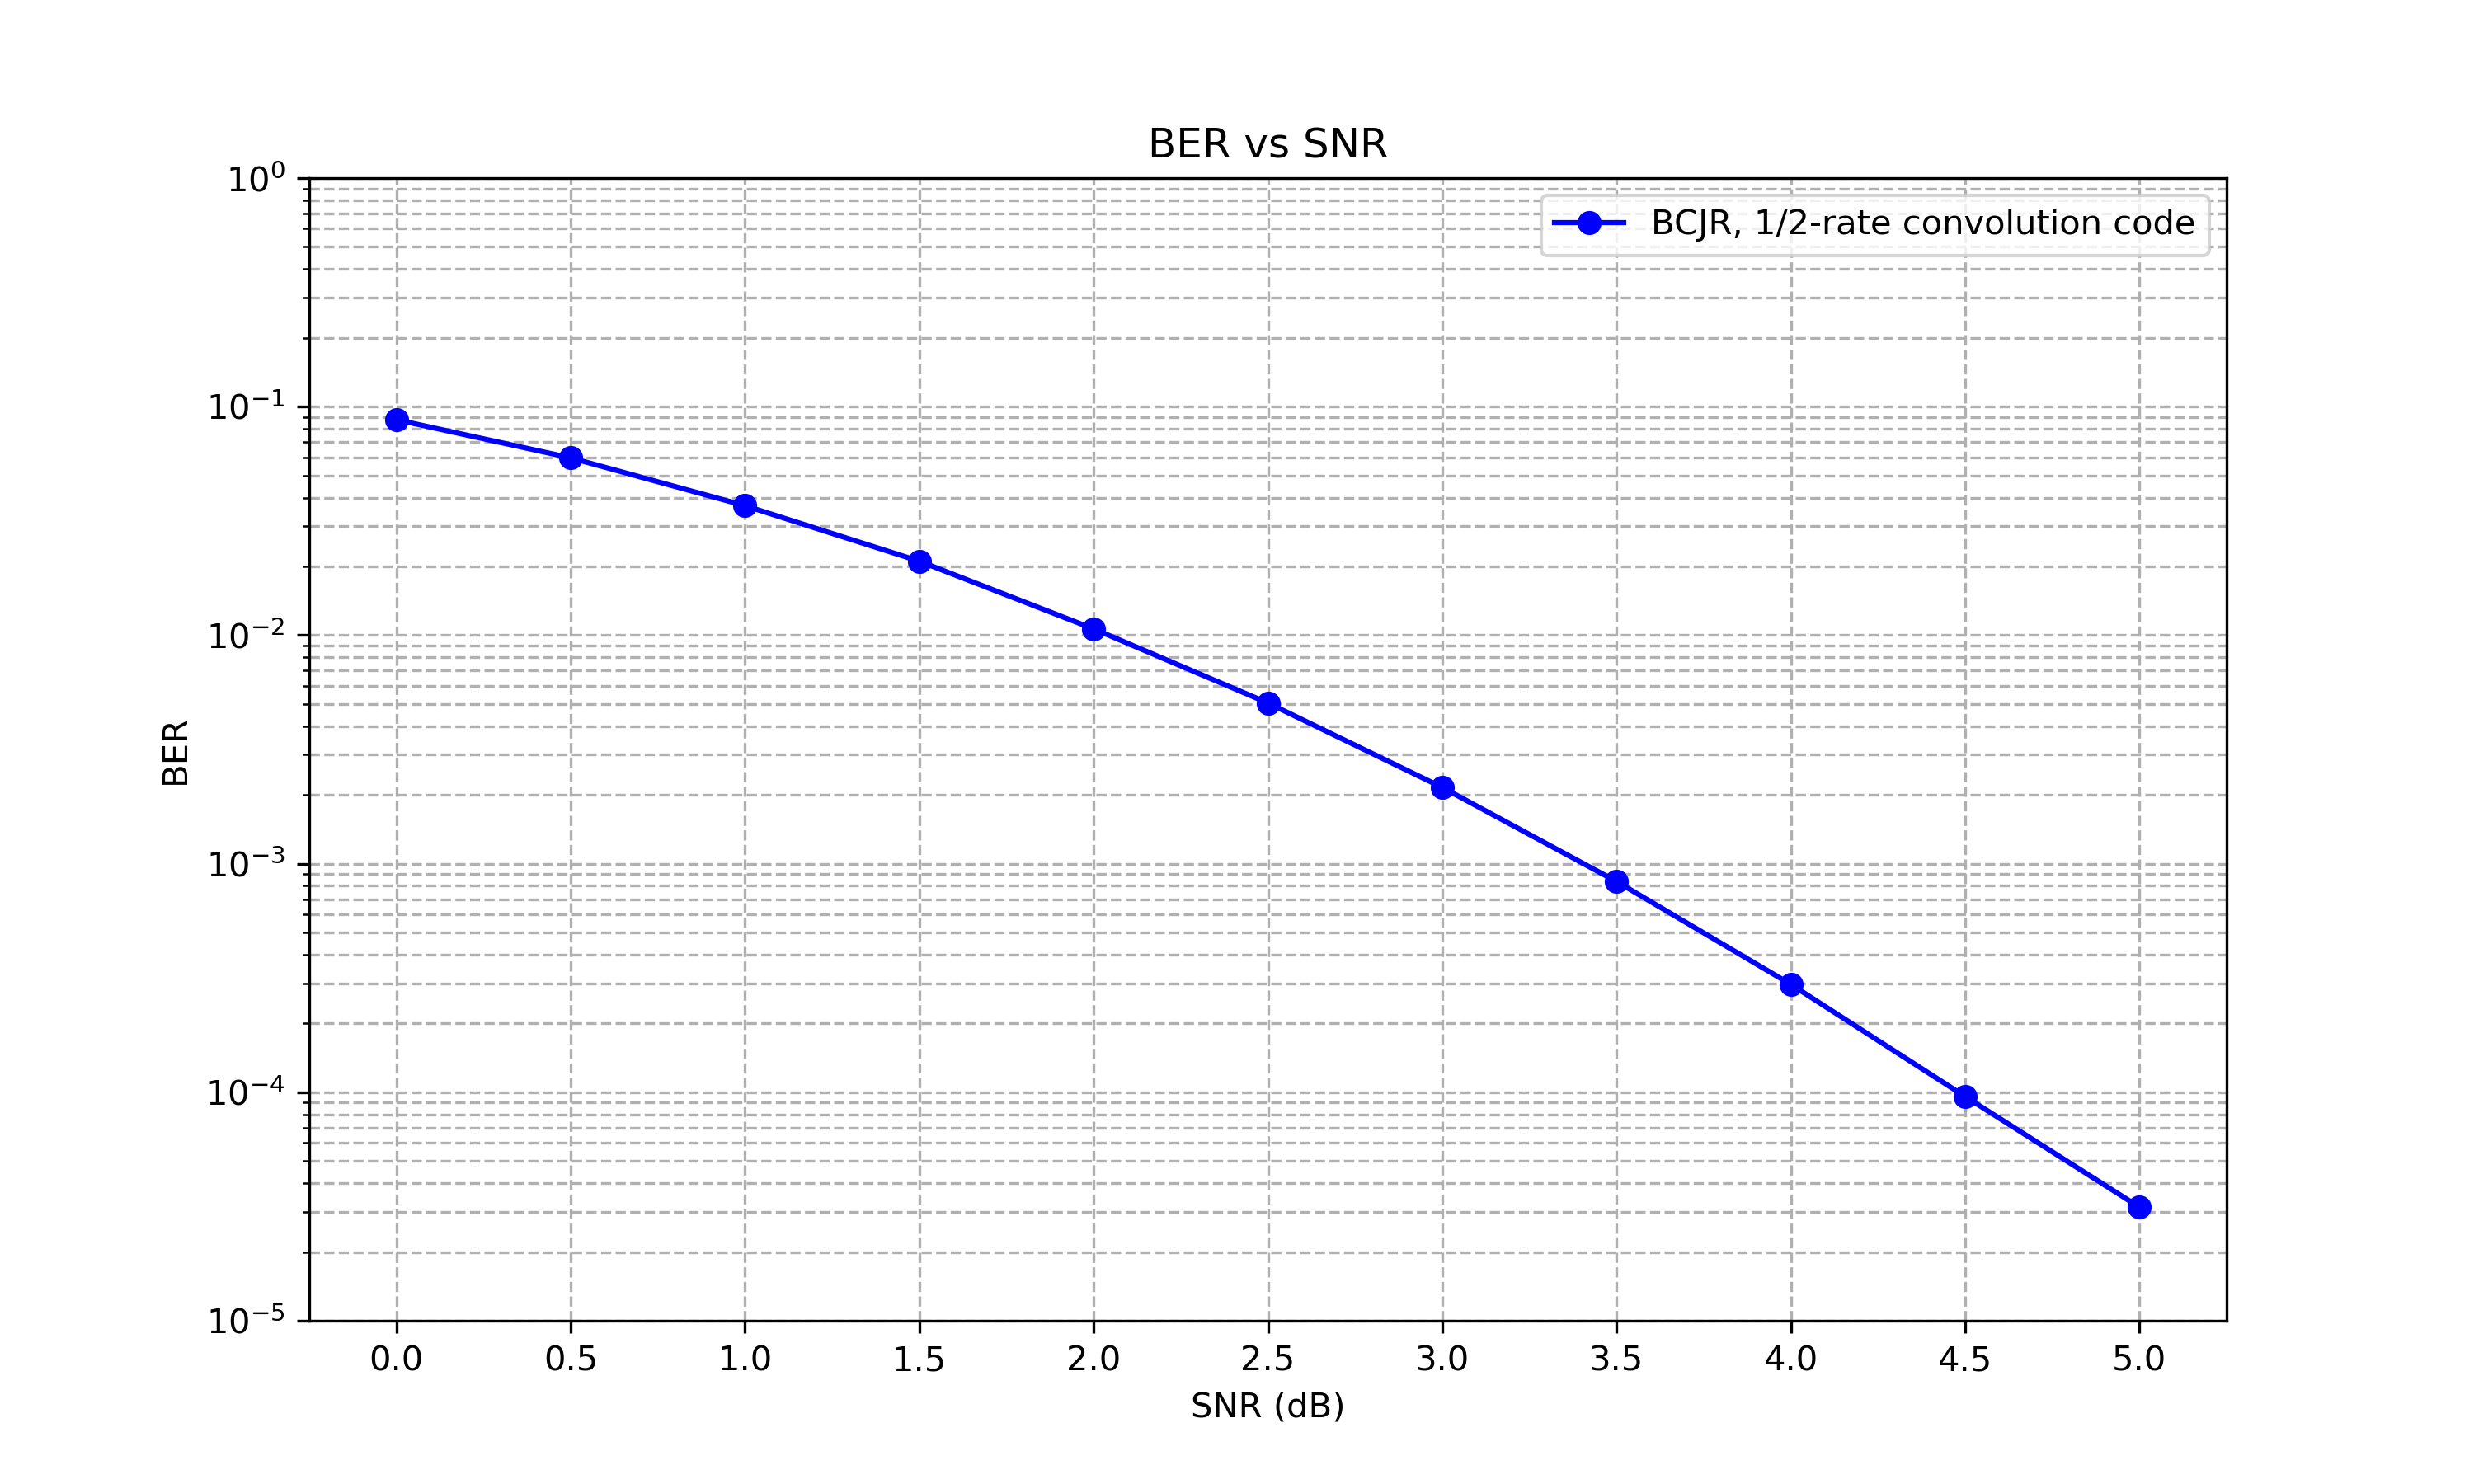 BER vs SNR
BCJR, 1/2-rate convolution code
10⁰
10⁻¹
10⁻²
10⁻³
10⁻⁴
10⁻⁵
BER
0.0 0.5 1.0 1.5 2.0 2.5 3.0 3.5 4.0 4.5 5.0
SNR (dB)